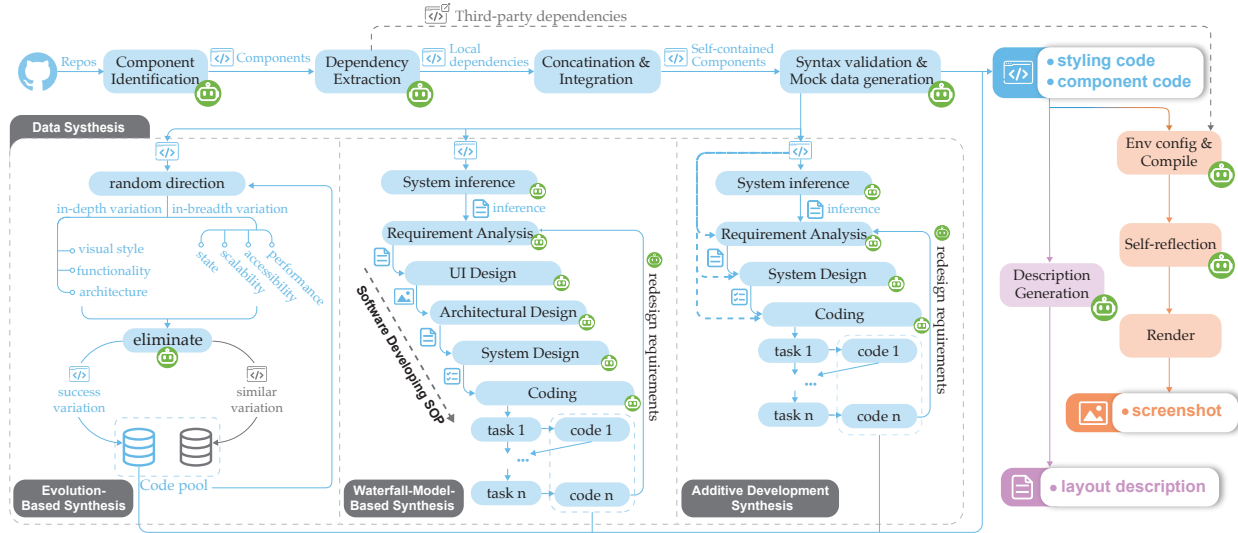 Third-party dependencies
Repos
Component
Identification
Components
Dependency
Extraction
Local
dependencies
Concatination &
Integration
Self-contained
Components
Syntax validation &
Mock data generation
• styling code
• component code
Data Systhesis
random direction
in-depth variation
in-breadth variation
visual style
functionality
architecture
state
scalability
accessibility
performance
eliminate
success
variation
similar
variation
Code pool
Evolution-
Based Synthesis
System inference
inference
Requirement Analysis
UI Design
Architectural Design
System Design
Coding
task 1
code 1
...
task n
code n
Software Developing SOP
redesign requirements
Waterfall-Model-
Based Synthesis
System inference
inference
Requirement Analysis
System Design
Coding
task 1
code 1
...
task n
code n
redesign requirements
Additive Development
Synthesis
Env config &
Compile
Self-reflection
Description
Generation
Render
• screenshot
• layout description